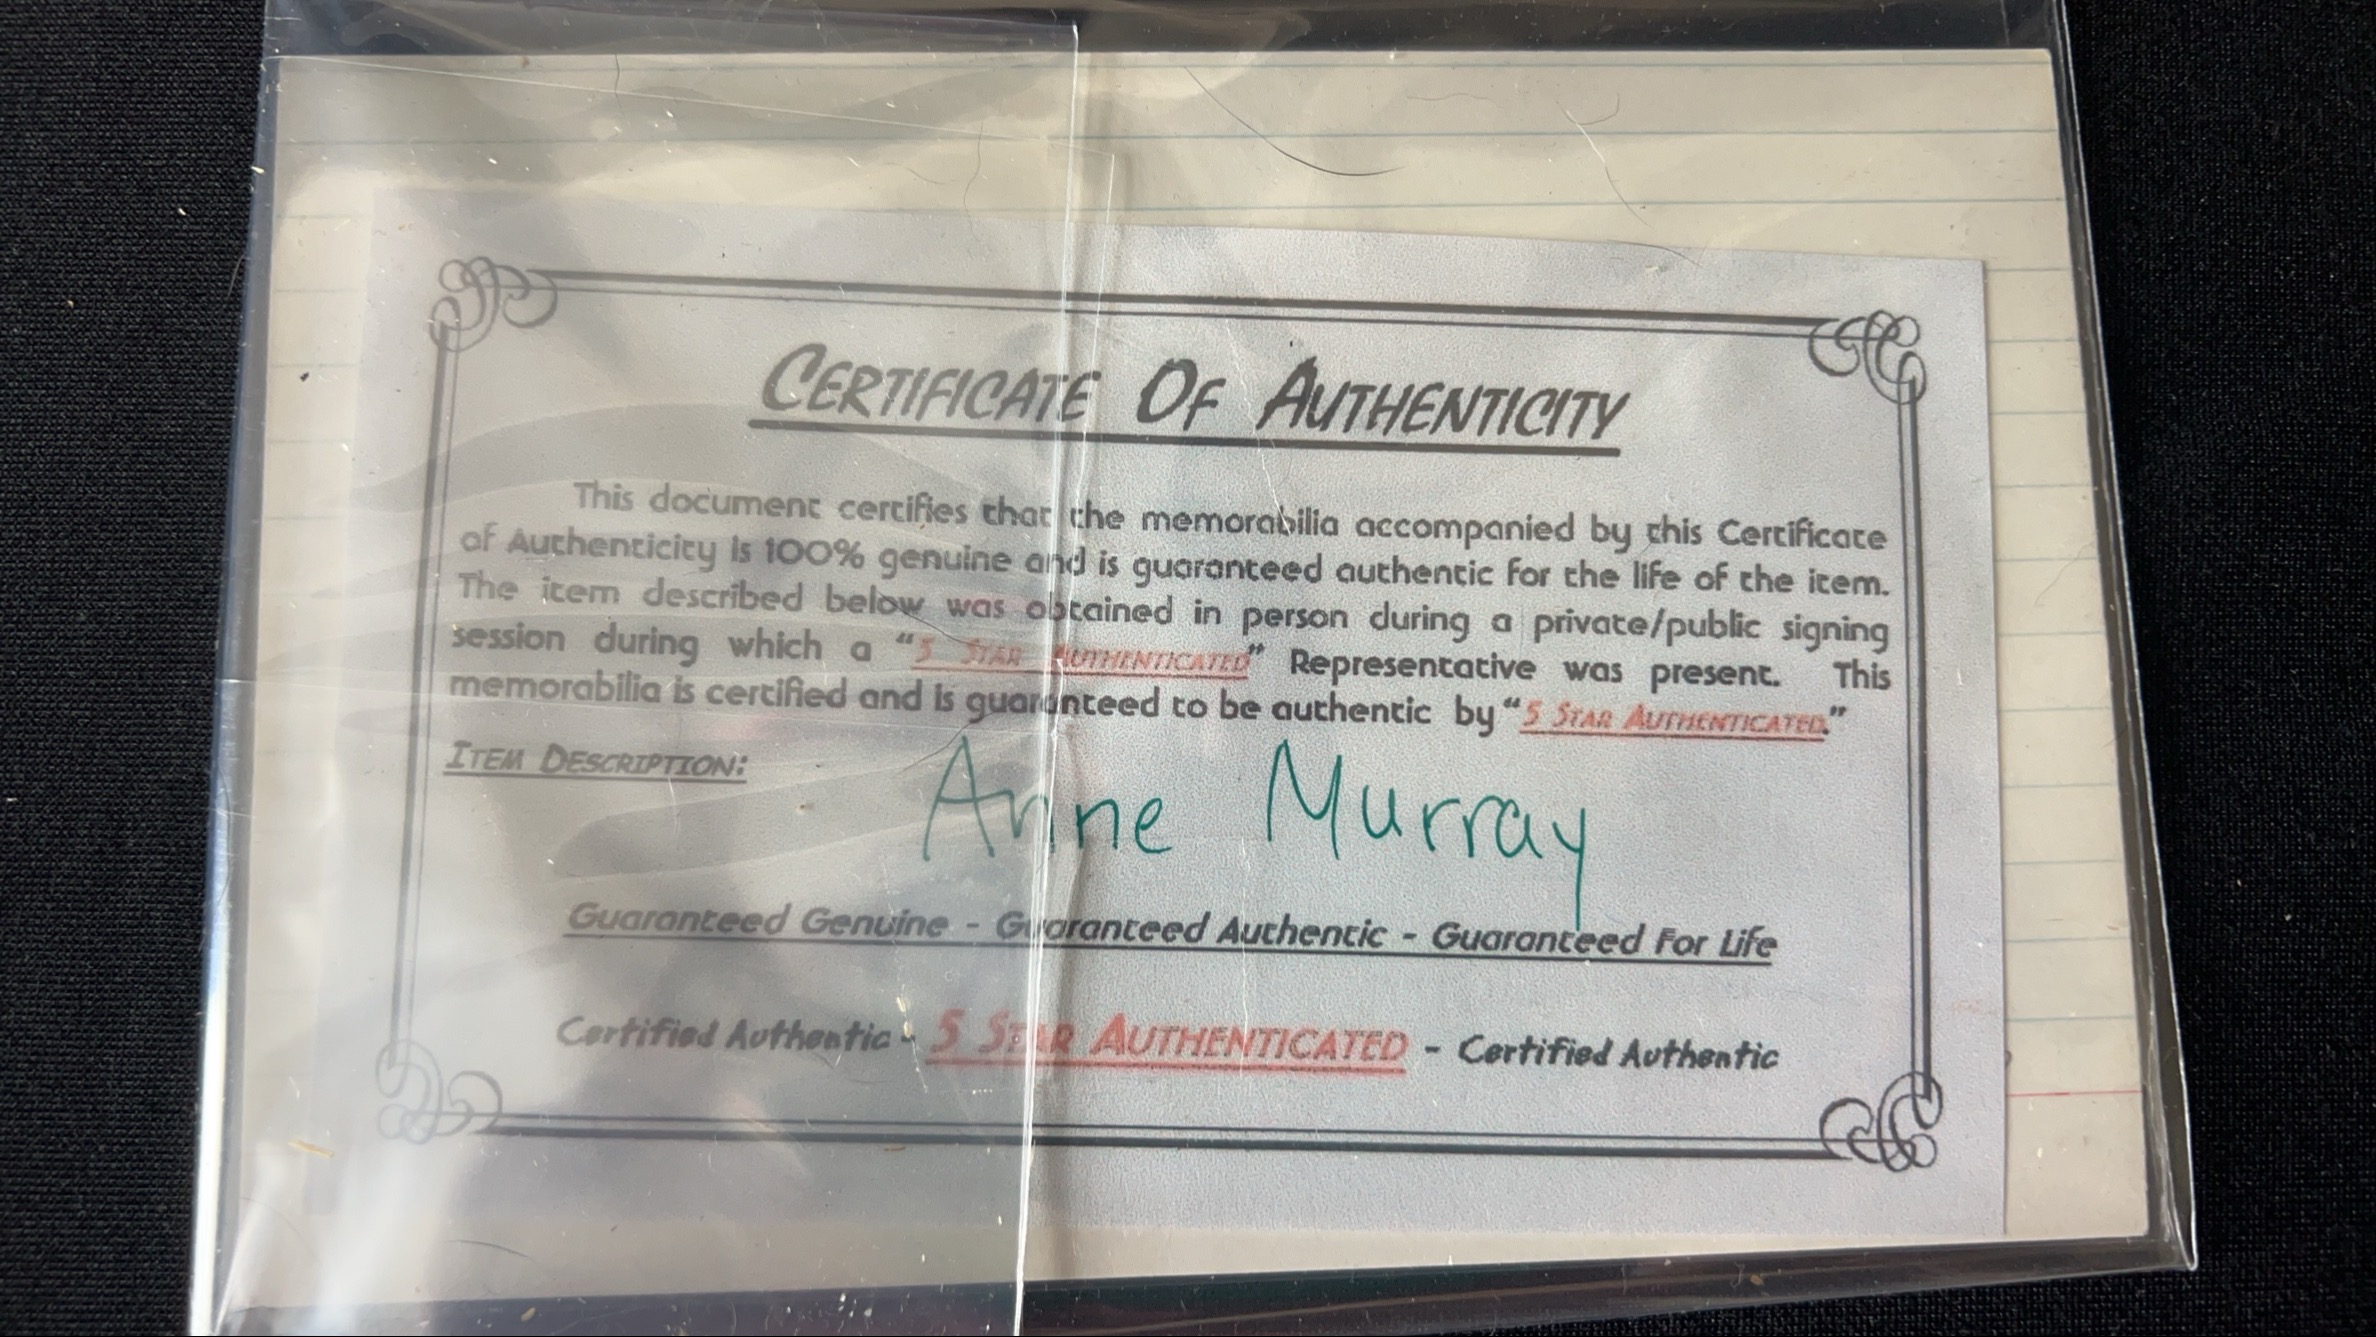 CERTIFICATE OF AUTHENTICITY
This document certifies that the memorabilia accompanied by this Certificate
of Authenticity is 100% genuine and is guaranteed authentic for the life of the item.
The item described below was obtained in person during a private/public signing
session during which a "5 STAR AUTHENTICATED" Representative was present. This
memorabilia is certified and is guaranteed to be authentic by "5 STAR AUTHENTICATED."
ITEM DESCRIPTION: Anne Murray
Guaranteed Genuine - Guaranteed Authentic - Guaranteed For Life
Certified Authentic - 5 STAR AUTHENTICATED - Certified Authentic